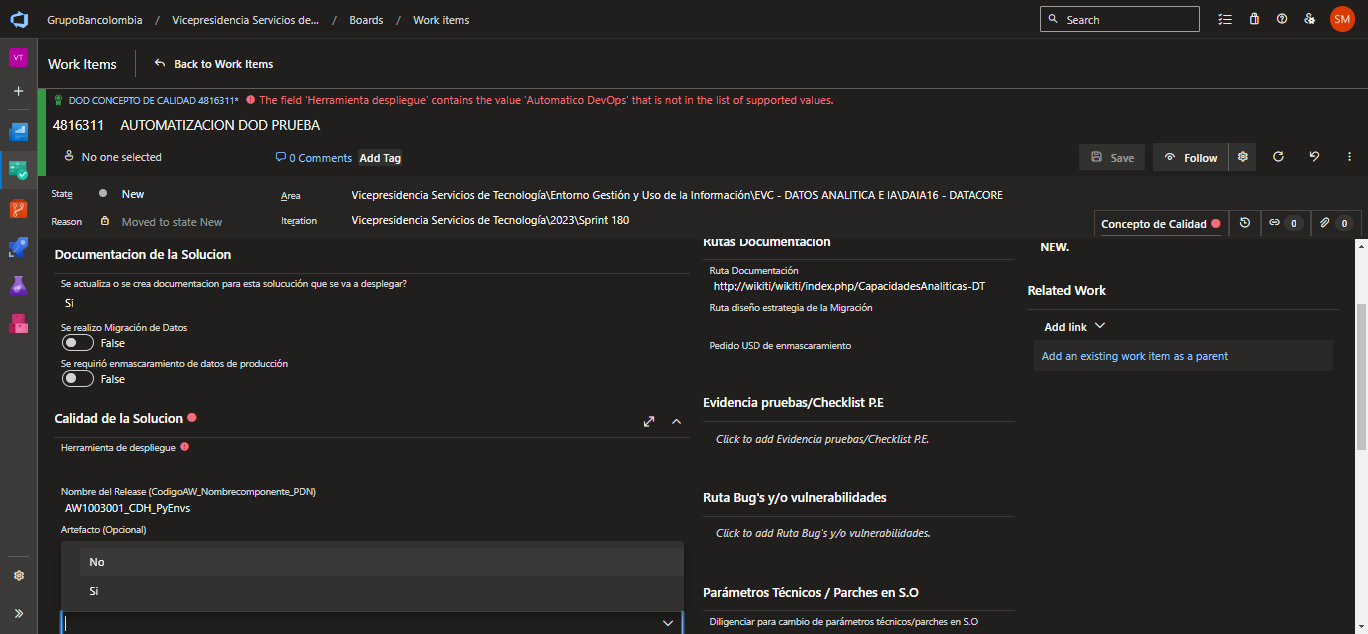 GrupoBancolombia / Vicepresidencia Servicios de... / Boards / Work items
Search
SM
VT
Work Items
Back to Work Items
DOD CONCEPTO DE CALIDAD 4816311*
The field 'Herramienta despliegue' contains the value 'Automatico DevOps' that is not in the list of supported values.
4816311 AUTOMATIZACION DOD PRUEBA
No one selected
0 Comments
Add Tag
Save
Follow
State
New
Area
Vicepresidencia Servicios de Tecnología\Entorno Gestión y Uso de la Información\EVC - DATOS ANALITICA E IA\DAIA16 - DATACORE
Reason
Moved to state New
Iteration
Vicepresidencia Servicios de Tecnología\2023\Sprint 180
Concepto de Calidad
0
0
Documentacion de la Solucion
Se actualiza o se crea documentacion para esta solucución que se va a desplegar?
Si
Se realizo Migración de Datos
False
Se requirió enmascaramiento de datos de producción
False
Calidad de la Solucion
Herramienta de despliegue
Nombre del Release (CodigoAW_Nombrecomponente_PDN)
AW1003001_CDH_PyEnvs
Artefacto (Opcional)
No
Si
Rutas Documentación
Ruta Documentación
http://wikiti/wikiti/index.php/CapacidadesAnaliticas-DT
Ruta diseño estrategia de la Migración
Pedido USD de enmascaramiento
Evidencia pruebas/Checklist P.E
Click to add Evidencia pruebas/Checklist P.E.
Ruta Bug's y/o vulnerabilidades
Click to add Ruta Bug's y/o vulnerabilidades.
Parámetros Técnicos / Parches en S.O
Diligenciar para cambio de parámetros técnicos/parches en S.O
NEW.
Related Work
Add link
Add an existing work item as a parent